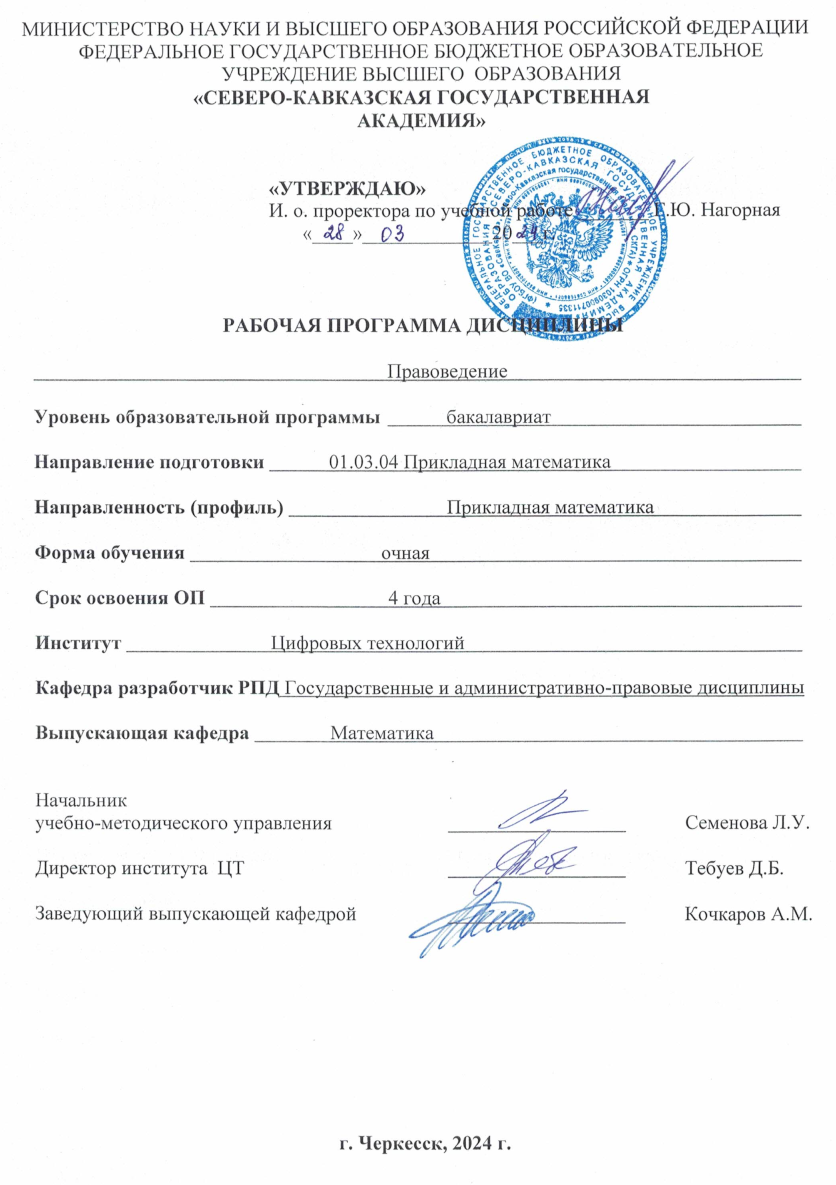 МИНИСТЕРСТВО НАУКИ И ВЫСШЕГО ОБРАЗОВАНИЯ РОССИЙСКОЙ ФЕДЕРАЦИИ
ФЕДЕРАЛЬНОЕ ГОСУДАРСТВЕННОЕ БЮДЖЕТНОЕ ОБРАЗОВАТЕЛЬНОЕ
УЧРЕЖДЕНИЕ ВЫСШЕГО ОБРАЗОВАНИЯ
«СЕВЕРО-КАВКАЗСКАЯ ГОСУДАРСТВЕННАЯ
АКАДЕМИЯ»
«УТВЕРЖДАЮ»
И. о. проректора по учебной работе Г.Ю. Нагорная
« 28 » 03 2024 г.
РАБОЧАЯ ПРОГРАММА ДИСЦИПЛИНЫ
Правоведение
Уровень образовательной программы бакалавриат
Направление подготовки 01.03.04 Прикладная математика
Направленность (профиль) Прикладная математика
Форма обучения очная
Срок освоения ОП 4 года
Институт Цифровых технологий
Кафедра разработчик РПД Государственные и административно-правовые дисциплины
Выпускающая кафедра Математика
Начальник
учебно-методического управления Семенова Л.У.
Директор института ЦТ Тебуев Д.Б.
Заведующий выпускающей кафедрой Кочкаров А.М.
г. Черкесск, 2024 г.